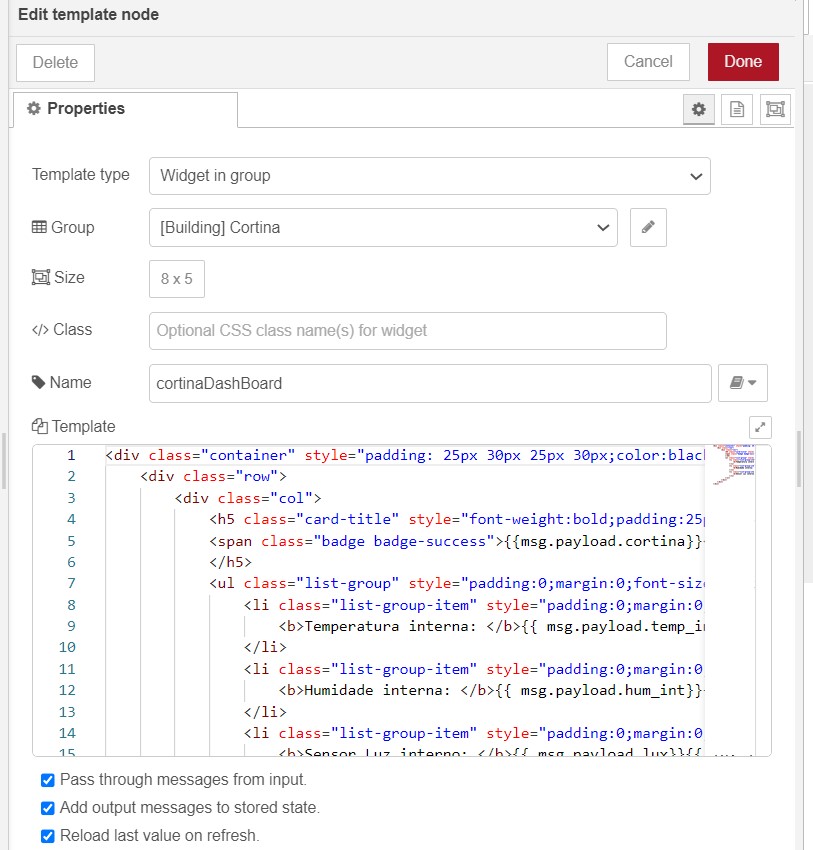 Edit template node
Delete
Cancel
Done
Properties
Template type
Widget in group
Group
[Building] Cortina
Size
8 x 5
</> Class
Optional CSS class name(s) for widget
Name
cortinaDashBoard
Template
1 <div class="container" style="padding: 25px 30px 25px 30px;color:blac
2 <div class="row">
3 <div class="col">
4 <h5 class="card-title" style="font-weight:bold;padding:25p
5 <span class="badge badge-success">{{msg.payload.cortina}}
6 </h5>
7 <ul class="list-group" style="padding:0;margin:0;font-size
8 <li class="list-group-item" style="padding:0;margin:0
9 <b>Temperatura interna: </b>{{ msg.payload.temp_in
10 </li>
11 <li class="list-group-item" style="padding:0;margin:0
12 <b>Humidade interna: </b>{{ msg.payload.hum_int}}
13 </li>
14 <li class="list-group-item" style="padding:0;margin:0
15 <b>Sensor Luz interno: </b>{{ msg.payload.lux}}{{
Pass through messages from input.
Add output messages to stored state.
Reload last value on refresh.